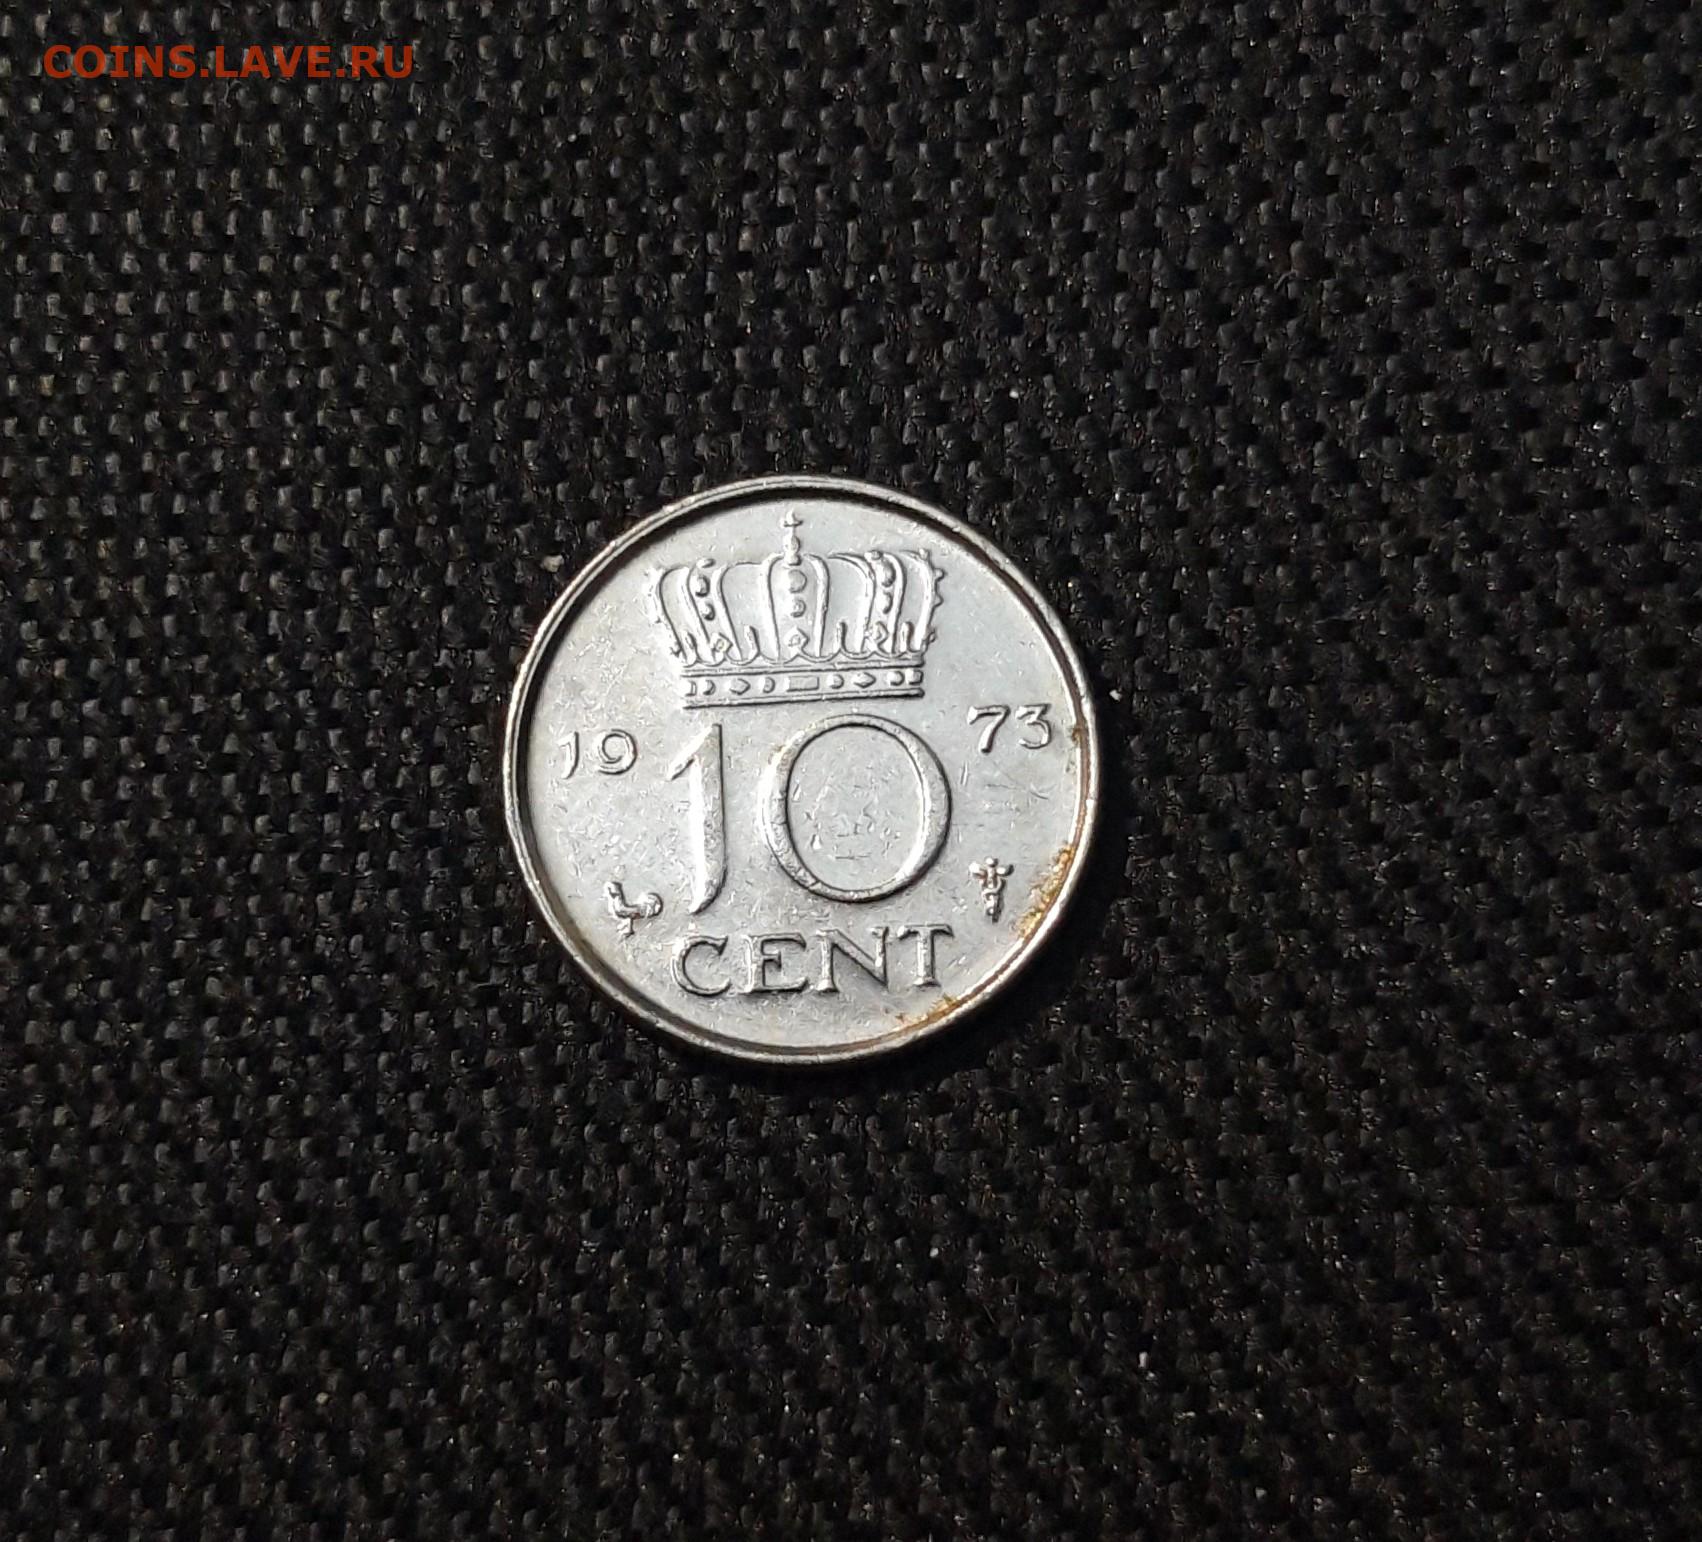 COINS.LAVE.RU
19 10 73
CENT